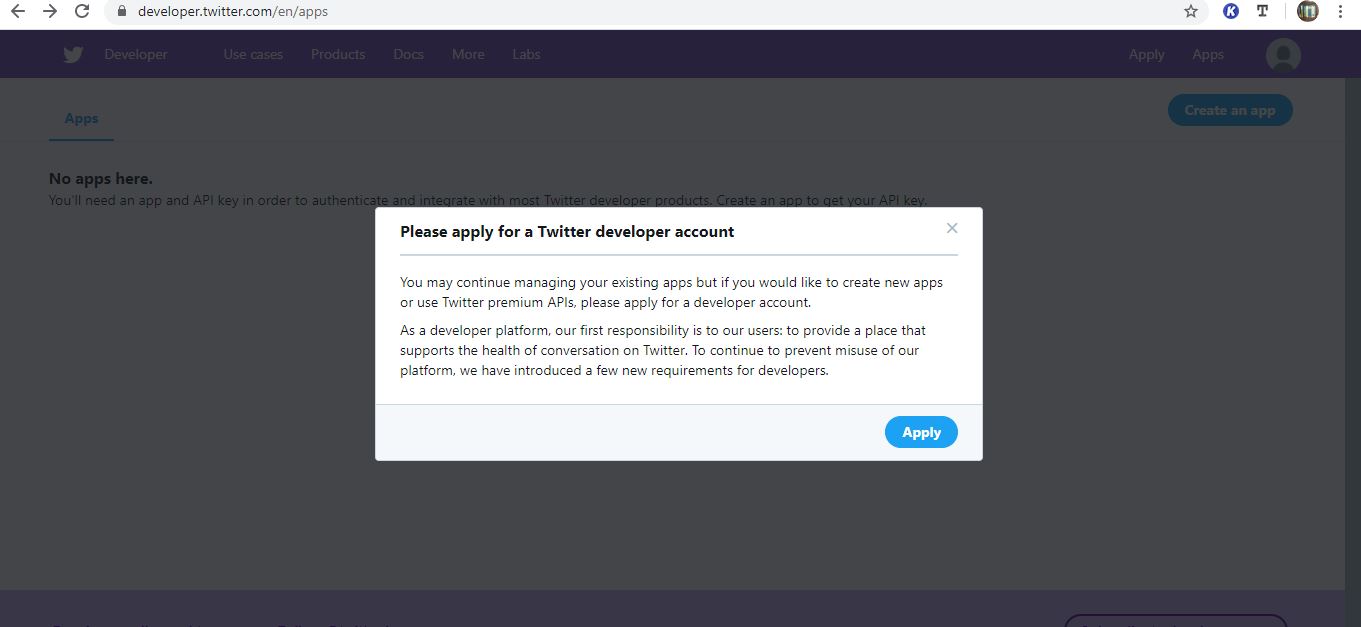 developer.twitter.com/en/apps
K T
Developer Use cases Products Docs More Labs Apply Apps
Apps Create an app
No apps here.
You'll need an app and API key in order to authenticate and integrate with most Twitter developer products. Create an app to get your API key.
Please apply for a Twitter developer account
You may continue managing your existing apps but if you would like to create new apps
or use Twitter premium APIs, please apply for a developer account.
As a developer platform, our first responsibility is to our users: to provide a place that
supports the health of conversation on Twitter. To continue to prevent misuse of our
platform, we have introduced a few new requirements for developers.
Apply